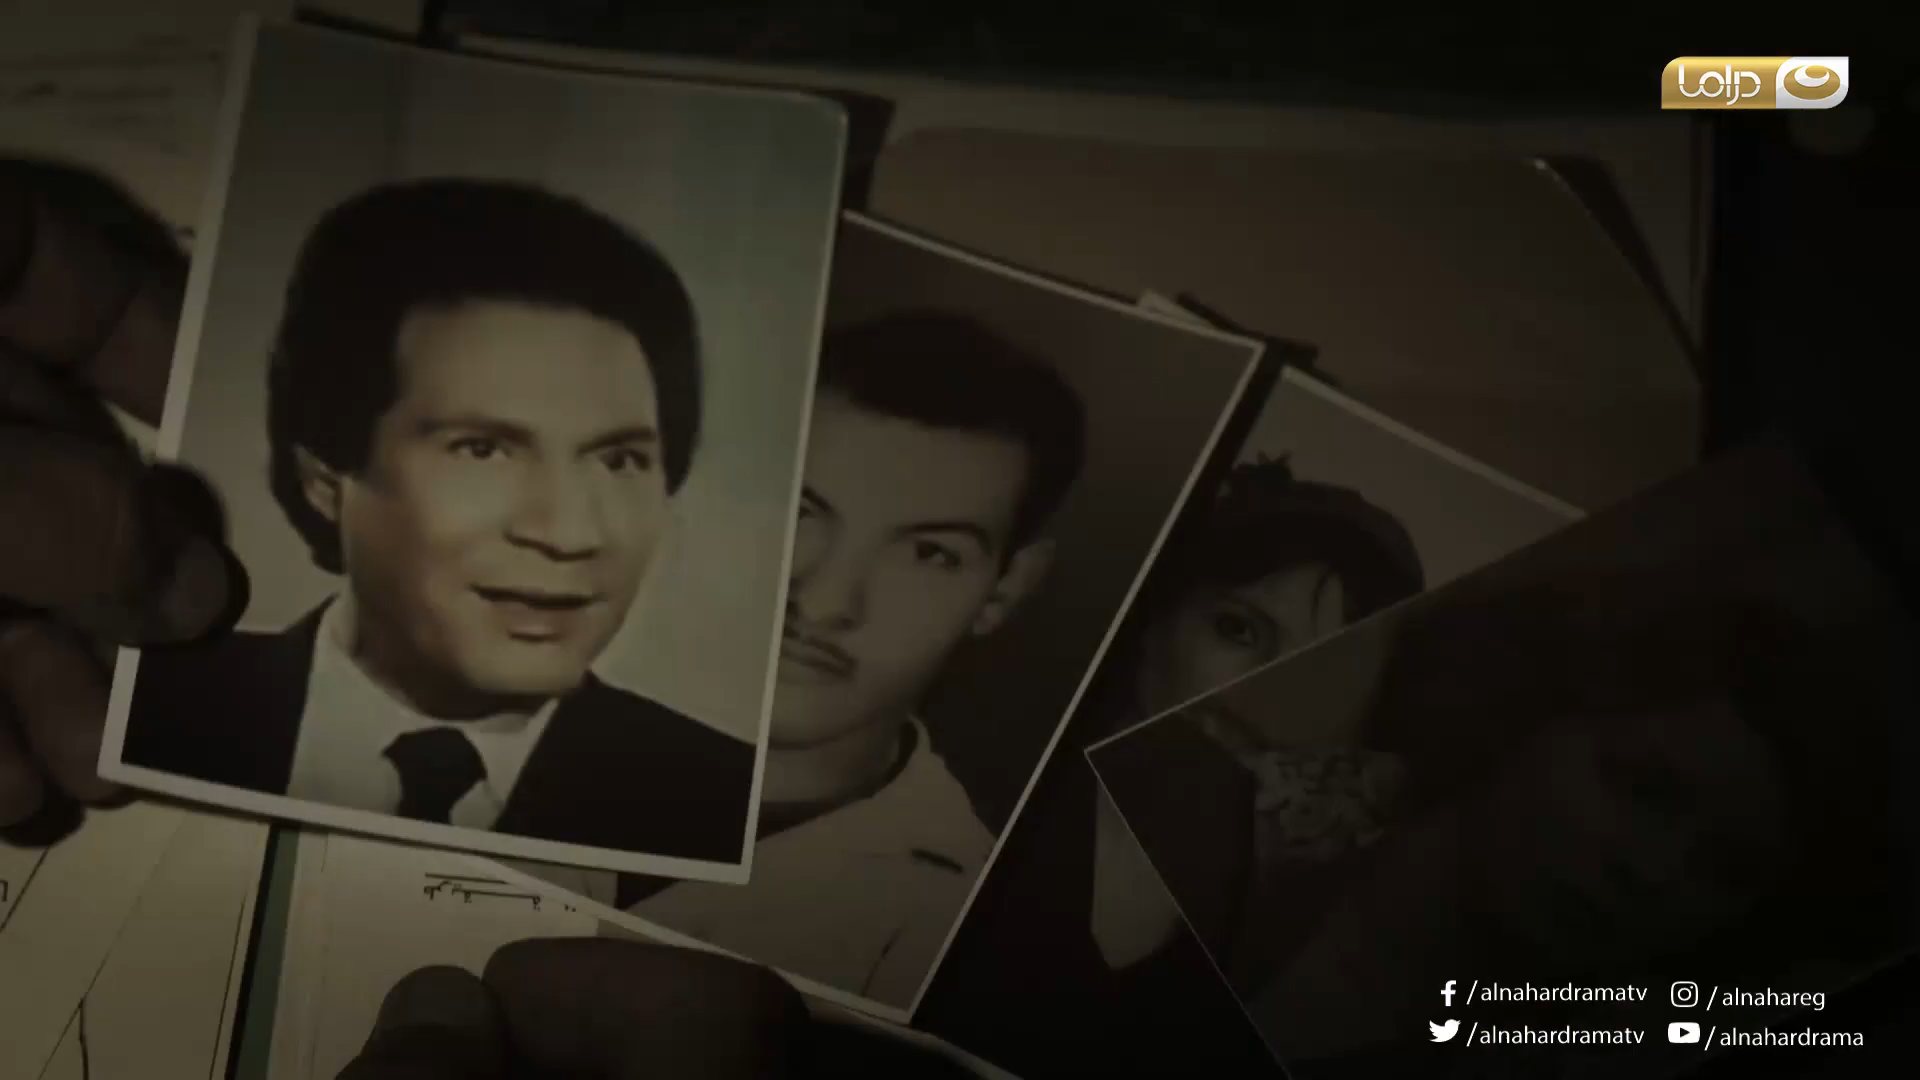 دراما
/alnahardramatv
/alnahareg
/alnahardramatv
/alnahardrama